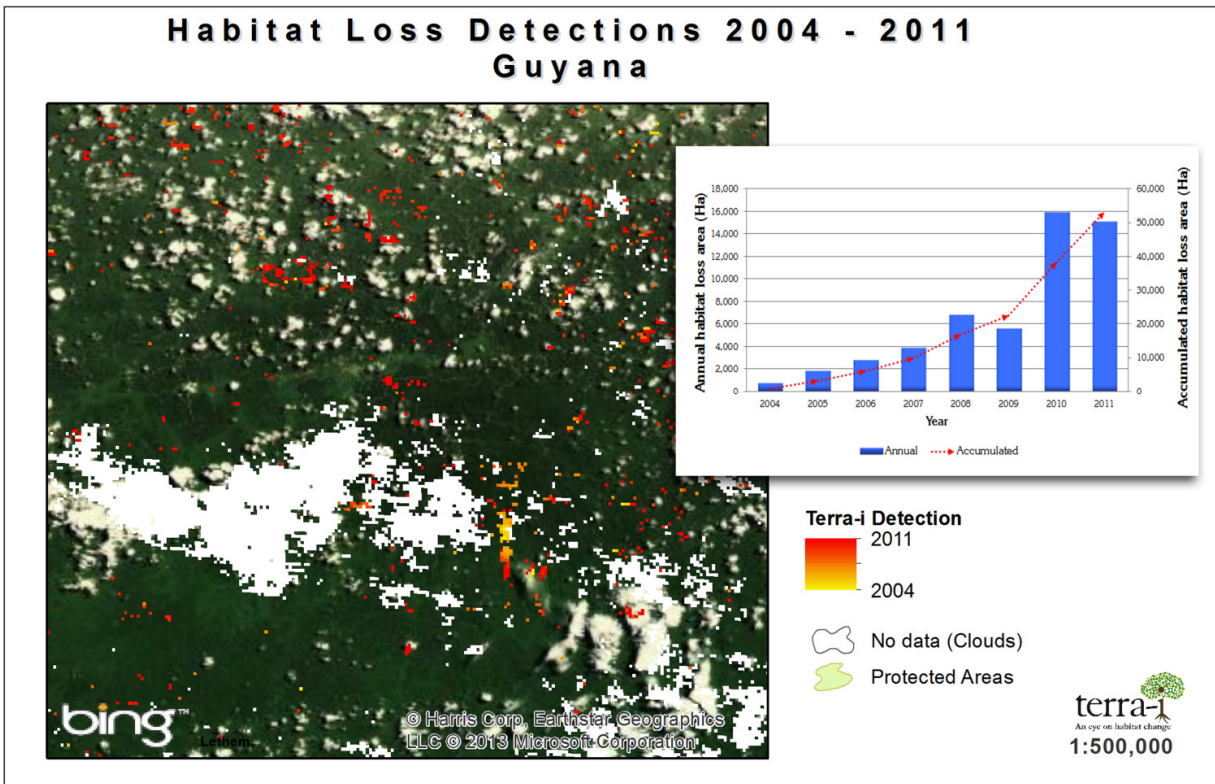 Habitat Loss Detections 2004 - 2011
Guyana
Annual habitat loss area (Ha)
18,000
16,000
14,000
12,000
10,000
8,000
6,000
4,000
2,000
0
60,000
50,000
40,000
30,000
20,000
10,000
0
Accumulated habitat loss area (Ha)
2004 2005 2006 2007 2008 2009 2010 2011
Year
Annual Accumulated
Terra-i Detection
2011
2004
No data (Clouds)
Protected Areas
bing™
Lethem
© Harris Corp, Earthstar Geographics
LLC © 2013 Microsoft Corporation
terra-i
An eye on habitat change
1:500,000